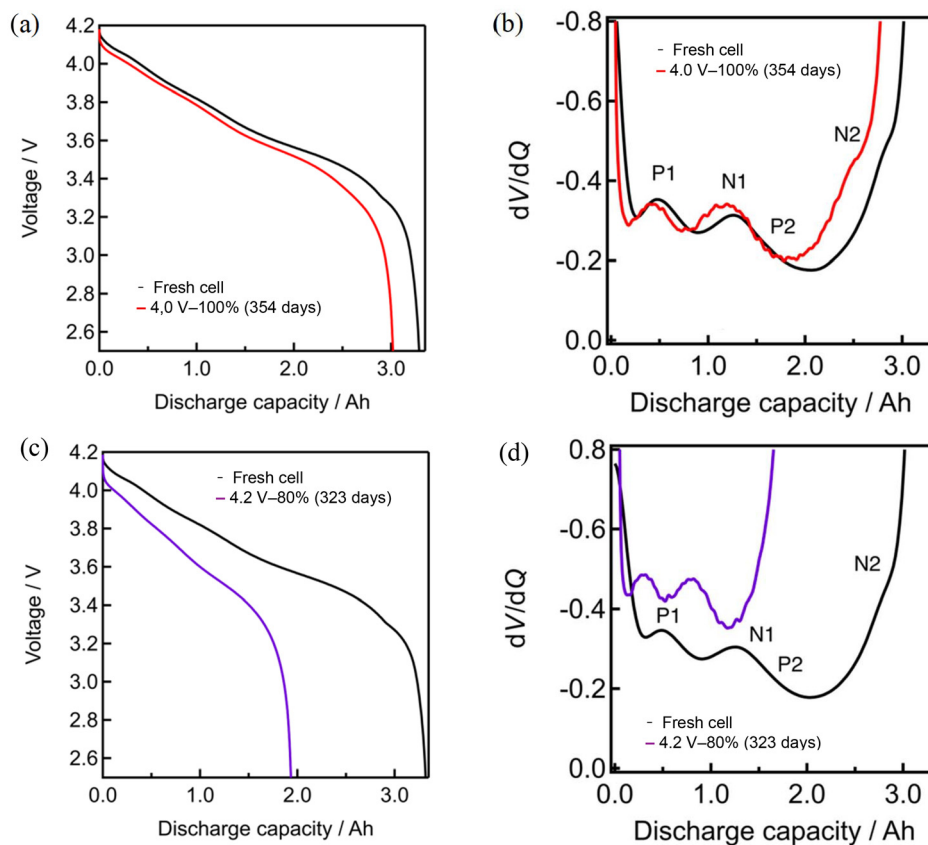 (a)
4.2
4.0
3.8
3.6
3.4
3.2
3.0
2.8
2.6
Voltage / V
- Fresh cell
- 4,0 V–100% (354 days)
0.0
1.0
2.0
3.0
Discharge capacity / Ah
(b)
-0.8
-0.6
-0.4
-0.2
0.0
dV/dQ
- Fresh cell
- 4.0 V–100% (354 days)
P1
N1
P2
N2
0.0
1.0
2.0
3.0
Discharge capacity / Ah
(c)
4.2
4.0
3.8
3.6
3.4
3.2
3.0
2.8
2.6
Voltage / V
- Fresh cell
- 4.2 V–80% (323 days)
0.0
1.0
2.0
3.0
Discharge capacity / Ah
(d)
0.8
-0.6
-0.4
-0.2
0.0
dV/dQ
P1
N1
P2
N2
- Fresh cell
- 4.2 V–80% (323 days)
0.0
1.0
2.0
3.0
Discharge capacity / Ah